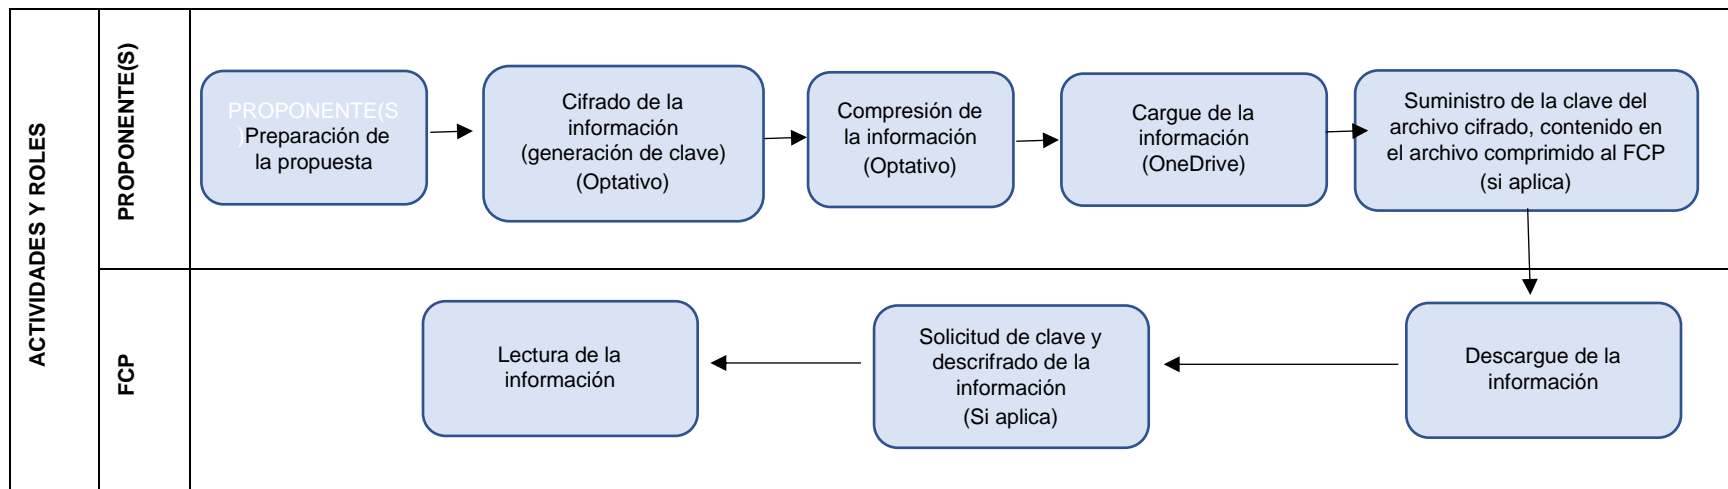 ACTIVIDADES Y ROLES
PROPONENTE(S)
PROPONENTE(S
)Preparación de
la propuesta
Cifrado de la
información
(generación de clave)
(Optativo)
Compresión de
la información
(Optativo)
Cargue de la
información
(OneDrive)
Suministro de la clave del
archivo cifrado, contenido en
el archivo comprimido al FCP
(si aplica)
FCP
Lectura de la
información
Solicitud de clave y
descrifrado de la
información
(Si aplica)
Descargue de la
información